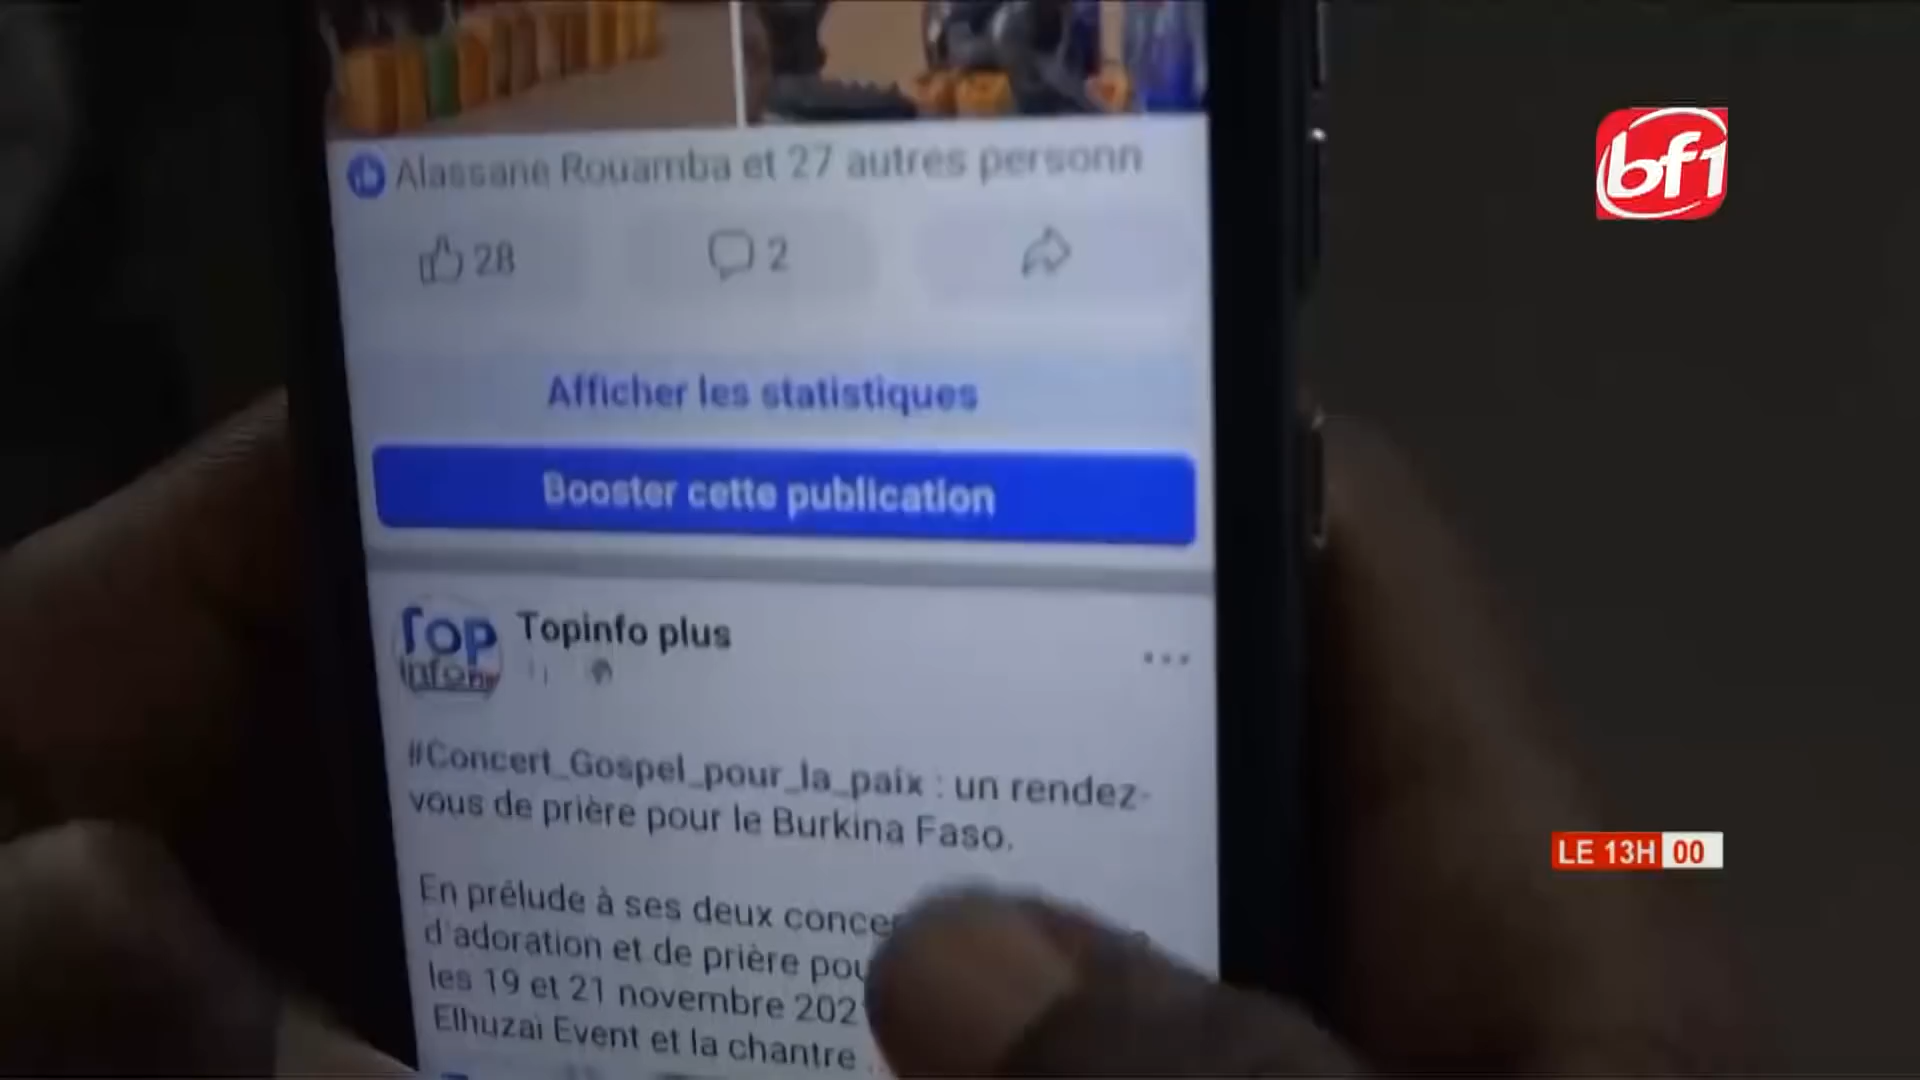 Alassane Rouamba et 27 autres personn
28
2
Afficher les statistiques
Booster cette publication
TOP
Topinfo plus
#Concert_Gospel_pour_la_paix : un rendez-
vous de prière pour le Burkina Faso.
En prélude à ses deux concer
d'adoration et de prière pou
les 19 et 21 novembre 202
Elhuzaï Event et la chantre
bf1
LE 13H 00